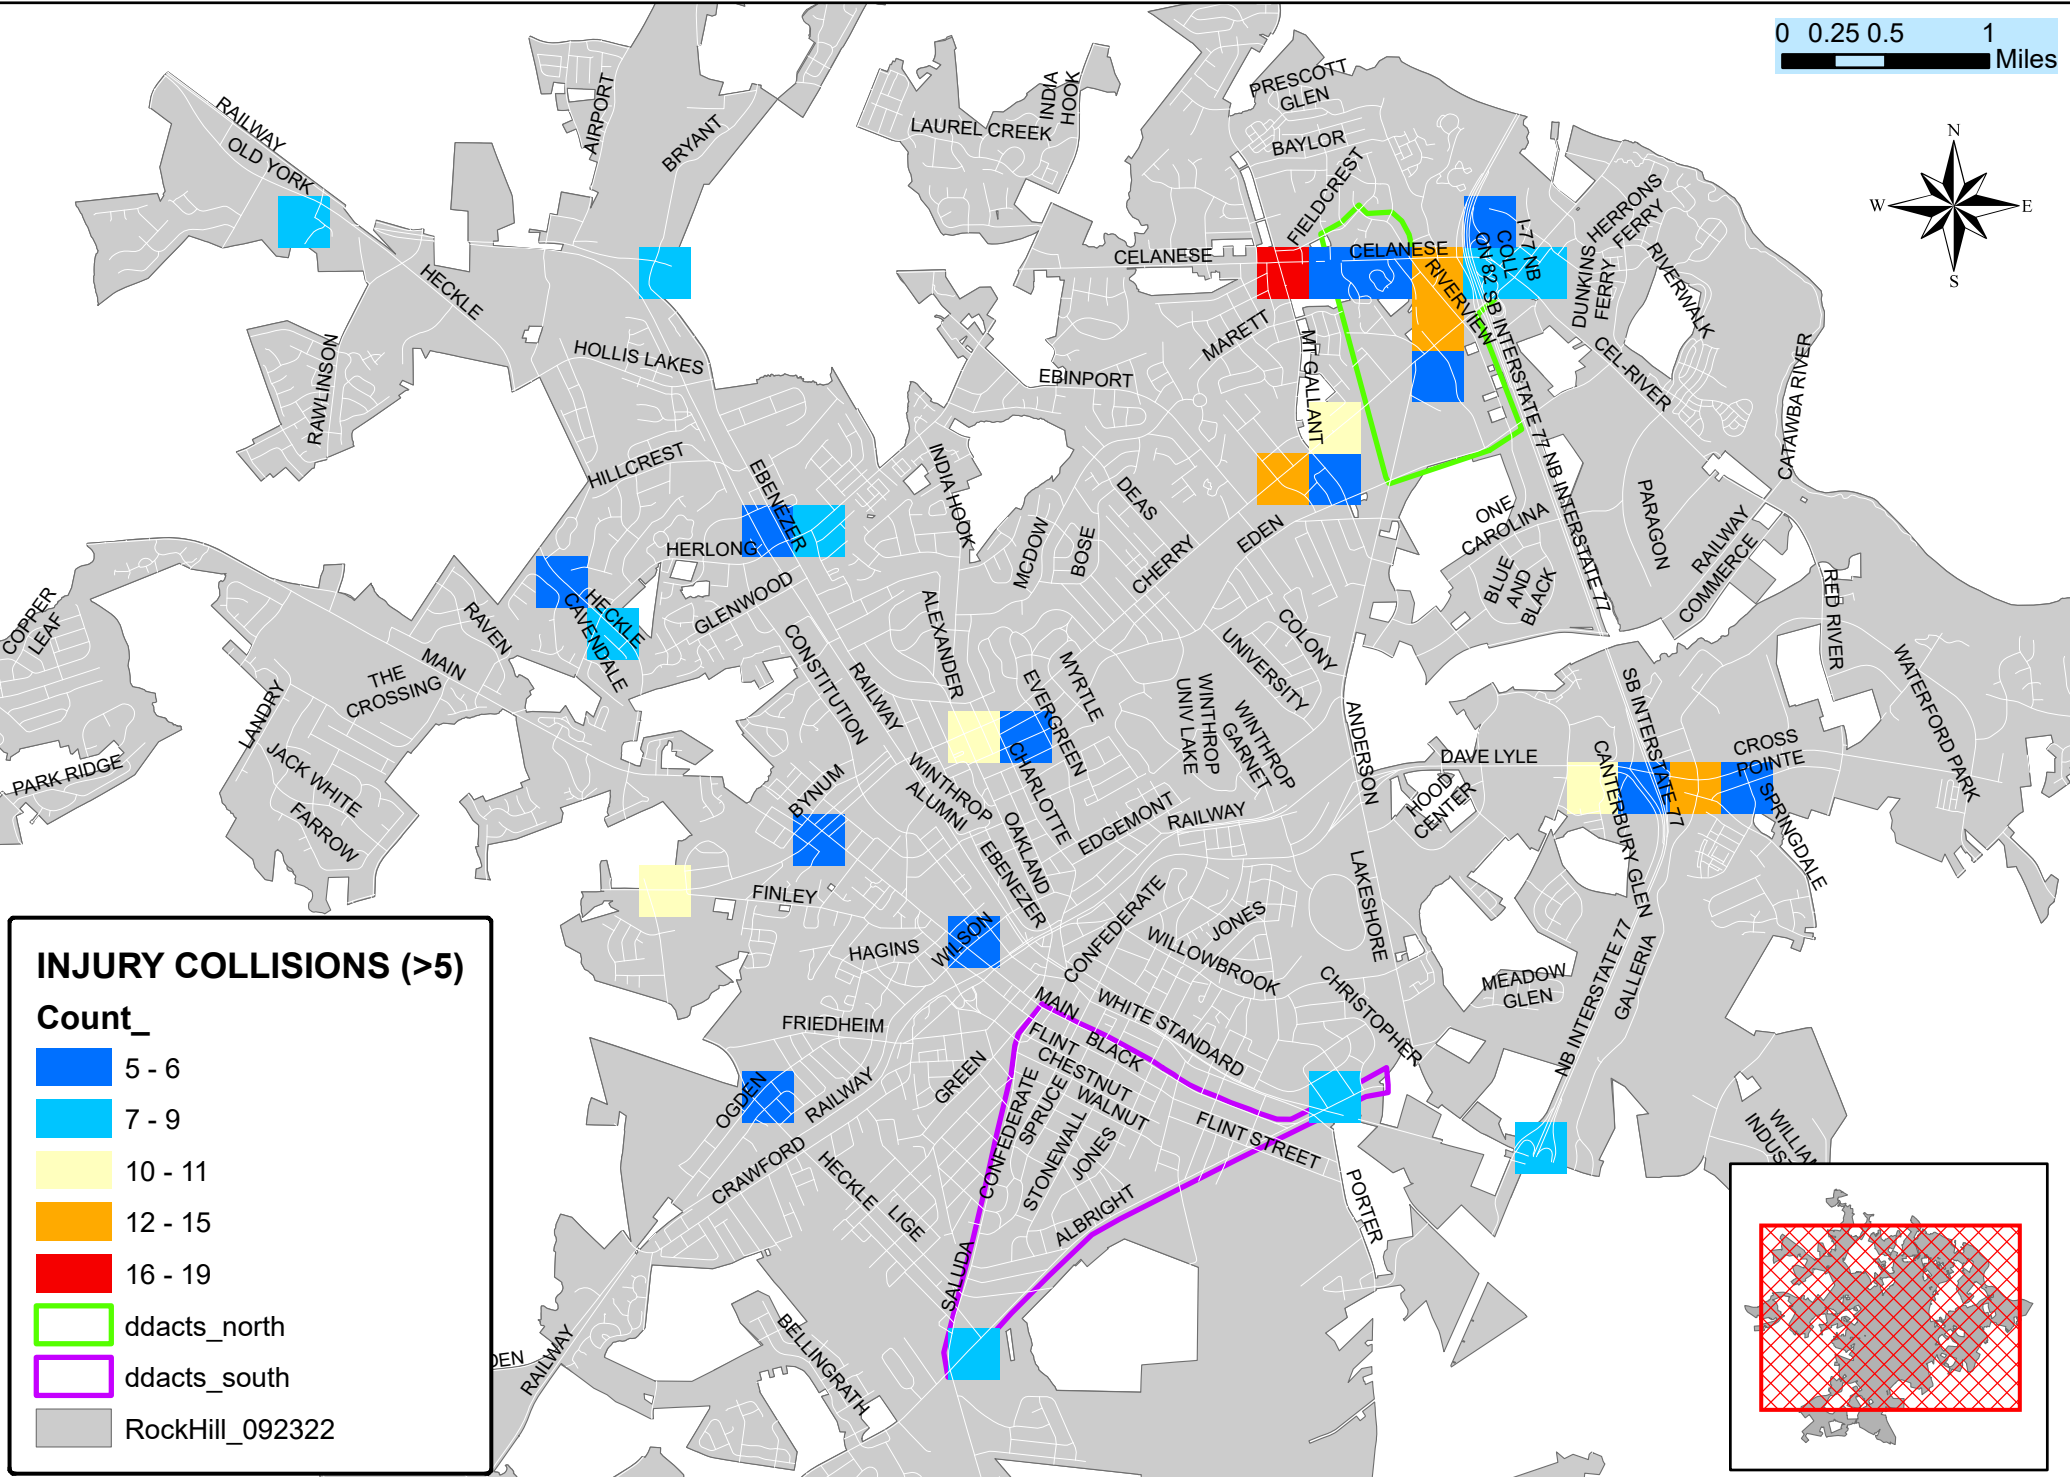 0 0.25 0.5 1
Miles
N
W E
S
PRESCOTT
GLEN
INDIA
HOOK
LAUREL CREEK
BAYLOR
AIRPORT
BRYANT
RAILWAY
OLD YORK
FIELDCREST
HERRONS
FERRY
CELANESE
CELANESE
I-77 NB
COLL
ON 82
SB INTERSTATE 77
RIVERVIEW
DUNKINS
FERRY
RIVERWALK
HECKLE
MARETT
MT GALLANT
HOLLIS LAKES
RAWLINSON
EBINPORT
CEL-RIVER
CATAWBA RIVER
HILLCREST
EBENEZER
INDIA HOOK
DEAS
NB INTERSTATE 77
NB INTERSTATE 77
ONE
CAROLINA
PARAGON
RAILWAY
COMMERCE
HERLONG
MCDOW
BOSE
CHERRY
EDEN
BLUE
AND
BLACK
RED RIVER
COPPER
LEAF
RAVEN
HECKLE
CAVENDALE
GLENWOOD
ALEXANDER
COLONY
UNIVERSITY
THE
CROSSING
MAIN
CONSTITUTION
RAILWAY
EVERGREEN
MYRTLE
WINTHROP
UNIV LAKE
WINTHROP
GARNET
SB INTERSTATE 77
WATERFORD PARK
LANDRY
ANDERSON
DAVE LYLE
CROSS
POINTE
PARK RIDGE
JACK WHITE
FARROW
BYNUM
WINTHROP
ALUMNI
CHARLOTTE
OAKLAND
EBENEZER
EDGEMONT
RAILWAY
HOOD
CENTER
CANTERBURY GLEN
SPRINGDALE
FINLEY
HAGINS
WILSON
CONFEDERATE
JONES
WILLOWBROOK
LAKESHORE
CHRISTOPHER
MEADOW
GLEN
NB INTERSTATE 77
GALLERIA
MAIN
WHITE STANDARD
FRIEDHEIM
FLINT
BLACK
CHESTNUT
WALNUT
GREEN
CONFEDERATE
SPRUCE
STONEWALL
JONES
FLINT STREET
OGDEN
RAILWAY
CRAWFORD
HECKLE
LIGE
ALBRIGHT
PORTER
SALUDA
BELLINGRATH
DEN
RAILWAY
INJURY COLLISIONS (>5)
Count_
5 - 6
7 - 9
10 - 11
12 - 15
16 - 19
ddacts_north
ddacts_south
RockHill_092322